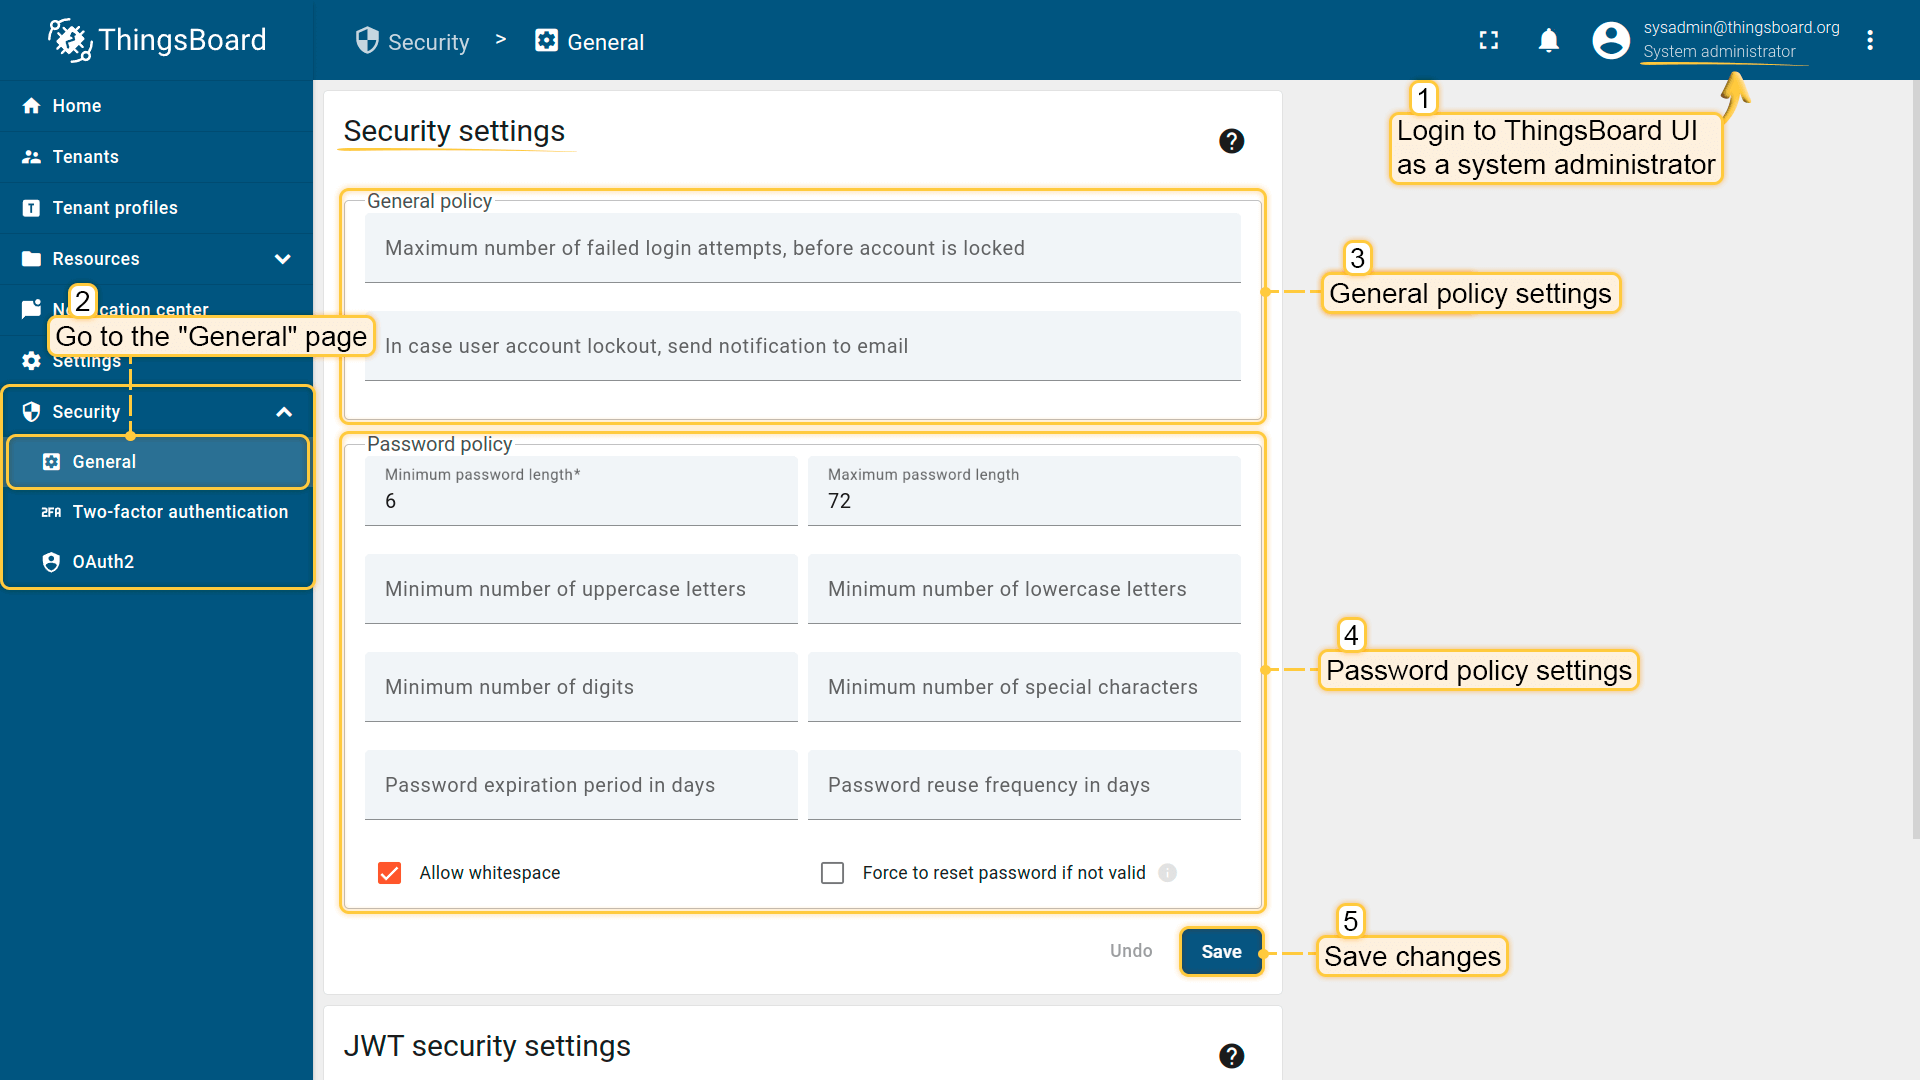 ThingsBoard
Security > General
sysadmin@thingsboard.org
System administrator
Home
Tenants
Tenant profiles
Resources
Settings
Security
General
2FA Two-factor authentication
OAuth2
2
Go to the "General" page
Security settings
?
General policy
Maximum number of failed login attempts, before account is locked
In case user account lockout, send notification to email
Password policy
Minimum password length*
6
Maximum password length
72
Minimum number of uppercase letters
Minimum number of lowercase letters
Minimum number of digits
Minimum number of special characters
Password expiration period in days
Password reuse frequency in days
Allow whitespace
Force to reset password if not valid
Undo
Save
JWT security settings
?
1
Login to ThingsBoard UI
as a system administrator
3
General policy settings
4
Password policy settings
5
Save changes